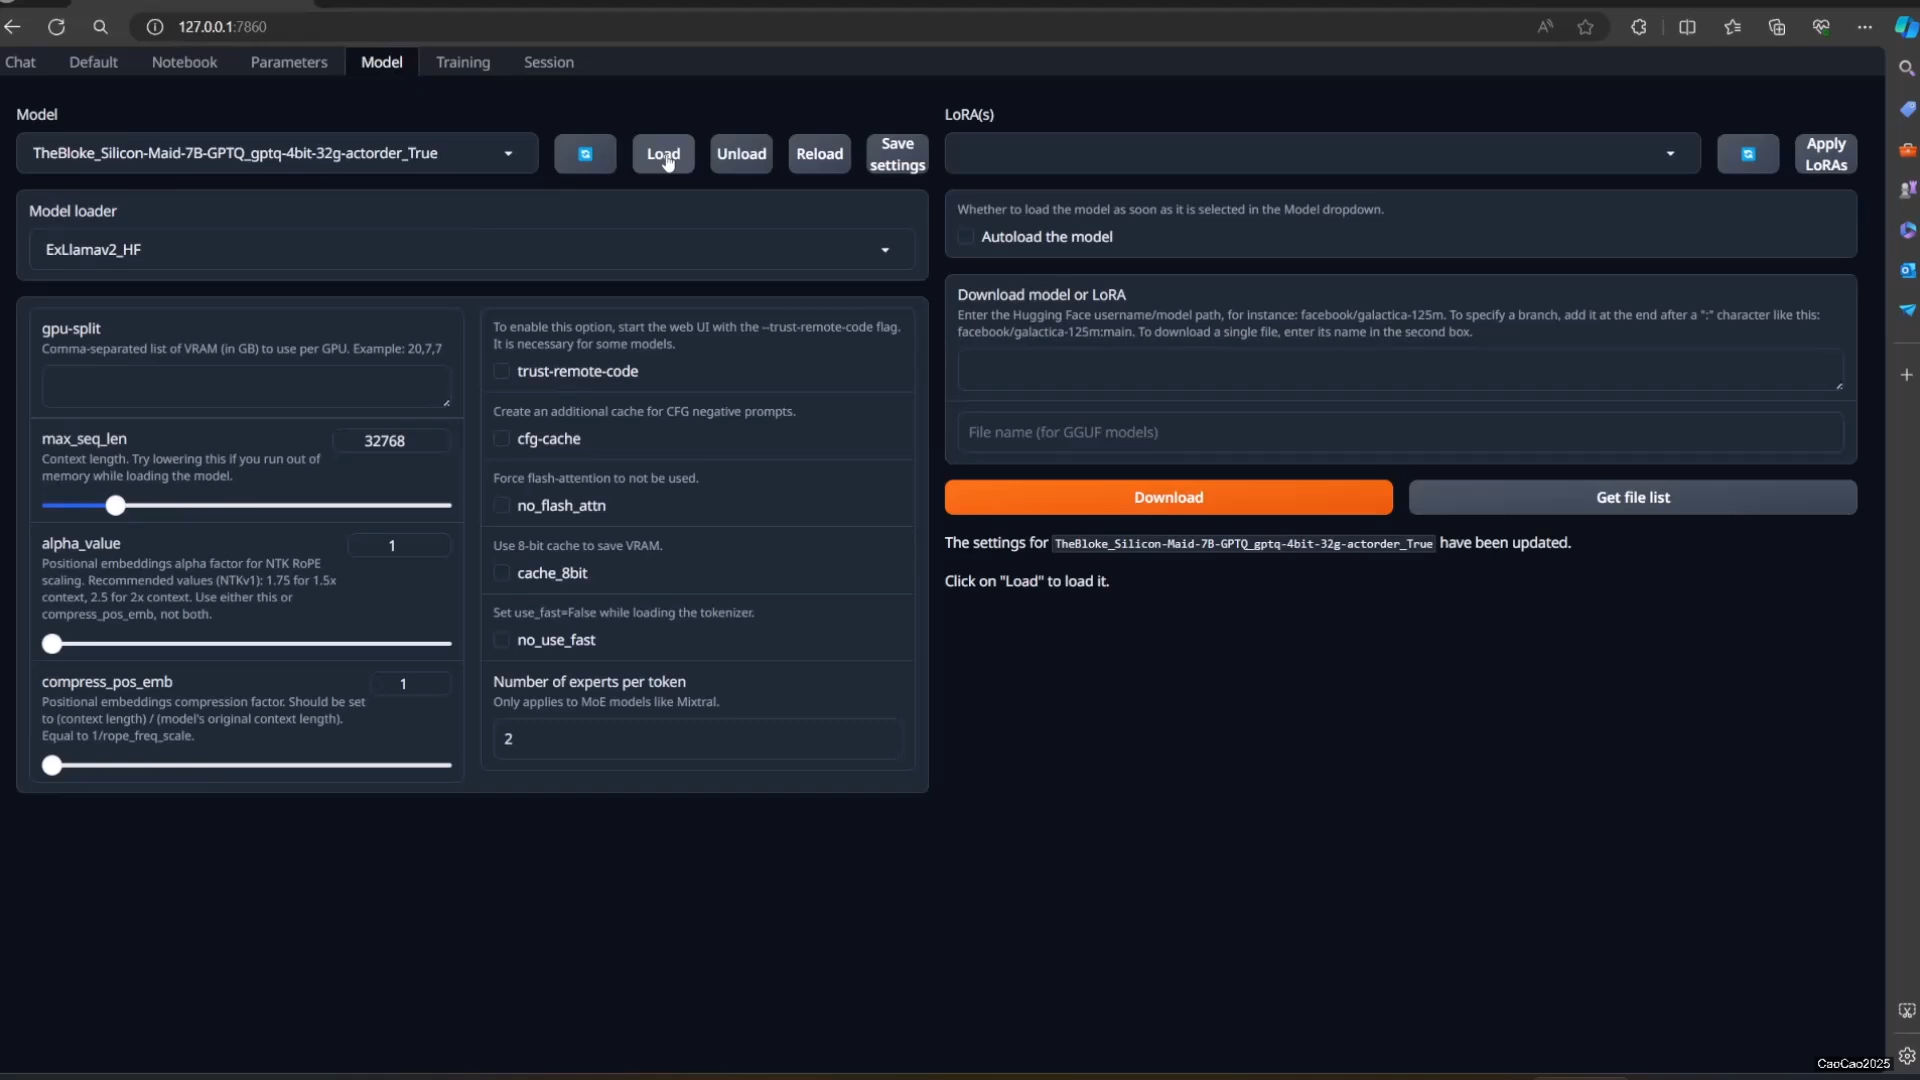 127.0.0.1:7860
Chat
Default
Notebook
Parameters
Model
Training
Session
Model
TheBloke_Silicon-Maid-7B-GPTQ_gptq-4bit-32g-actorder_True
Load
Unload
Reload
Save
settings
Model loader
ExLlamav2_HF
gpu-split
Comma-separated list of VRAM (in GB) to use per GPU. Example: 20,7,7
max_seq_len
32768
Context length. Try lowering this if you run out of
memory while loading the model.
alpha_value
1
Positional embeddings alpha factor for NTK RoPE
scaling. Recommended values (NTKv1): 1.75 for 1.5x
context, 2.5 for 2x context. Use either this or
compress_pos_emb, not both.
compress_pos_emb
1
Positional embeddings compression factor. Should be set
to (context length) / (model's original context length).
Equal to 1/rope_freq_scale.
To enable this option, start the web UI with the --trust-remote-code flag.
It is necessary for some models.
trust-remote-code
Create an additional cache for CFG negative prompts.
cfg-cache
Force flash-attention to not be used.
no_flash_attn
Use 8-bit cache to save VRAM.
cache_8bit
Set use_fast=False while loading the tokenizer.
no_use_fast
Number of experts per token
Only applies to MoE models like Mixtral.
2
LoRA(s)
Apply
LoRAs
Whether to load the model as soon as it is selected in the Model dropdown.
Autoload the model
Download model or LoRA
Enter the Hugging Face username/model path, for instance: facebook/galactica-125m. To specify a branch, add it at the end after a ":" character like this:
facebook/galactica-125m:main. To download a single file, enter its name in the second box.
File name (for GGUF models)
Download
Get file list
The settings for TheBloke_Silicon-Maid-7B-GPTQ_gptq-4bit-32g-actorder_True have been updated.
Click on "Load" to load it.
CaoCao2025